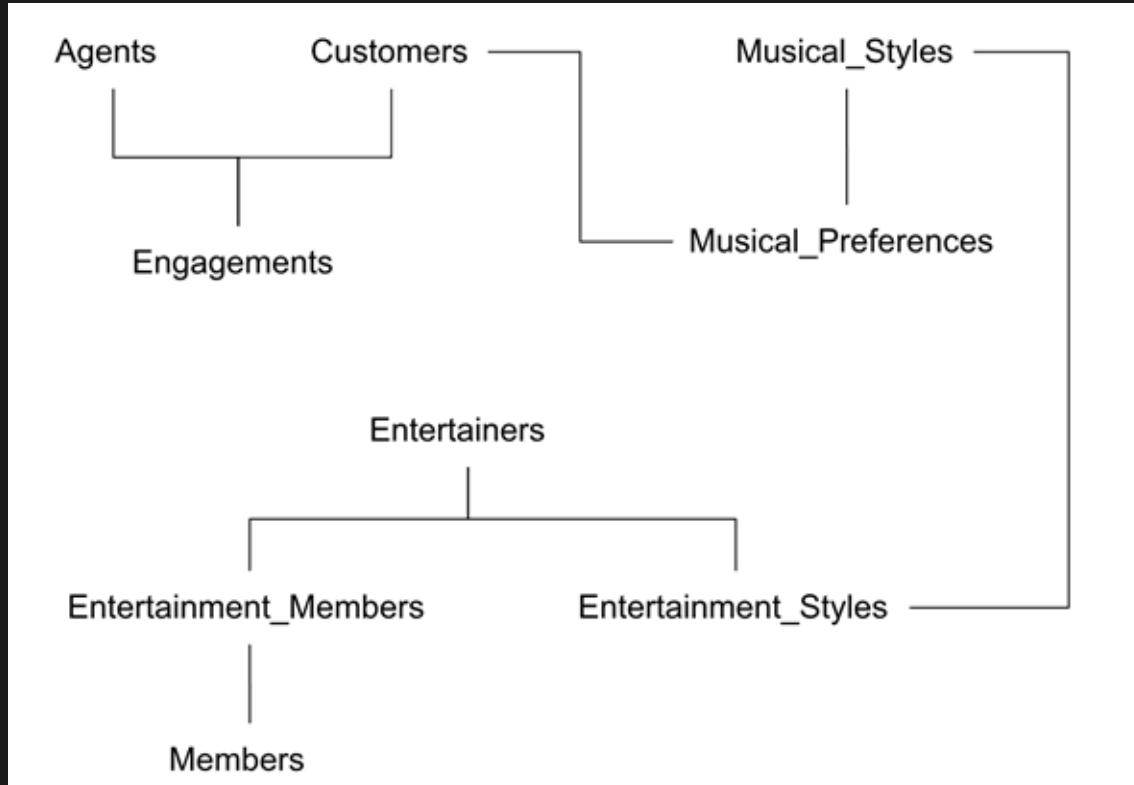 Agents
Customers
Musical_Styles
Engagements
Musical_Preferences
Entertainers
Entertainment_Members
Entertainment_Styles
Members